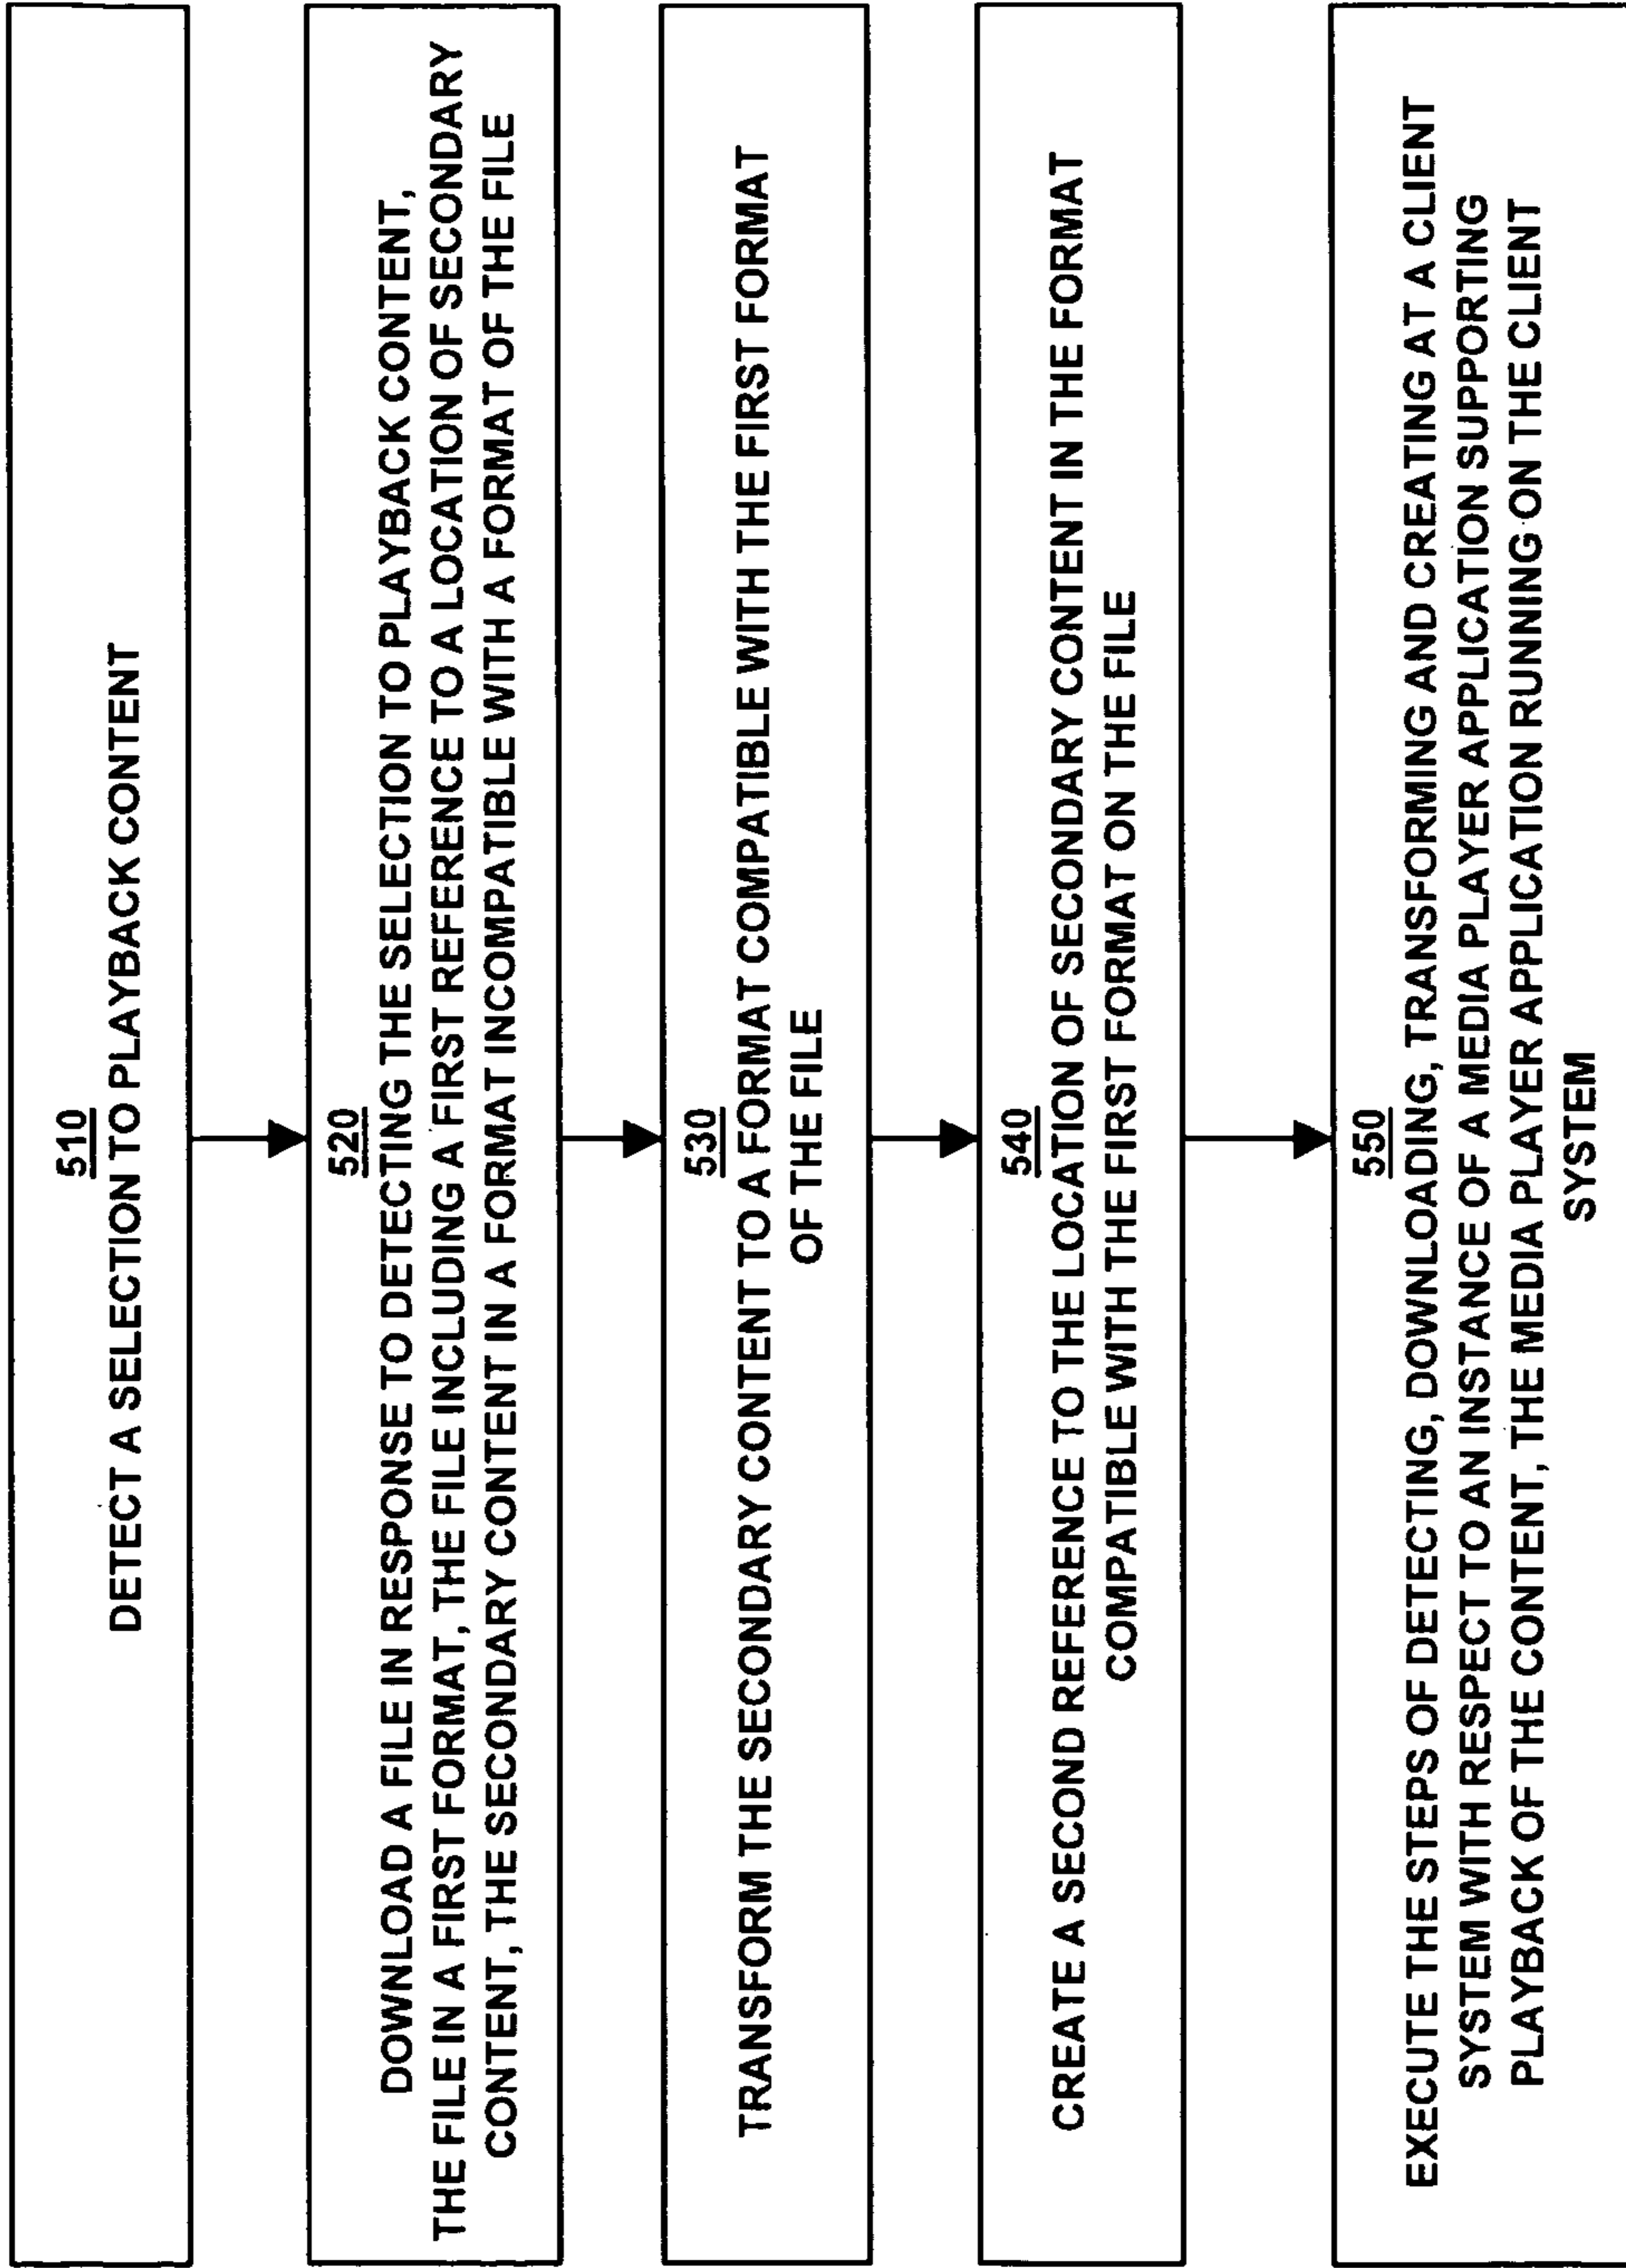 510
DETECT A SELECTION TO PLAYBACK CONTENT
520
DOWNLOAD A FILE IN RESPONSE TO DETECTING THE SELECTION TO PLAYBACK CONTENT,
THE FILE IN A FIRST FORMAT, THE FILE INCLUDING A FIRST REFERENCE TO A LOCATION OF SECONDARY
CONTENT, THE SECONDARY CONTENT IN A FORMAT INCOMPATIBLE WITH A FORMAT OF THE FILE
530
TRANSFORM THE SECONDARY CONTENT TO A FORMAT COMPATIBLE WITH THE FIRST FORMAT
OF THE FILE
540
CREATE A SECOND REFERENCE TO THE LOCATION OF SECONDARY CONTENT IN THE FORMAT
COMPATIBLE WITH THE FIRST FORMAT ON THE FILE
550
EXECUTE THE STEPS OF DETECTING, DOWNLOADING, TRANSFORMING AND CREATING AT A CLIENT
SYSTEM WITH RESPECT TO AN INSTANCE OF A MEDIA PLAYER APPLICATION SUPPORTING
PLAYBACK OF THE CONTENT, THE MEDIA PLAYER APPLICATION RUNNING ON THE CLIENT
SYSTEM